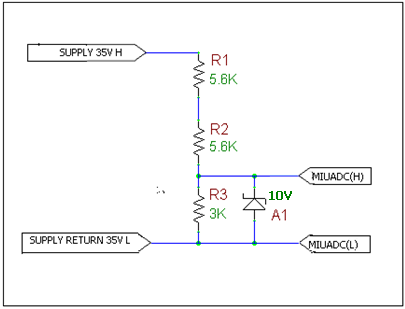 SUPPLY 35V H
R1
5.6K
R2
5.6K
MIUADC(H)
R3
10V
3K
A1
SUPPLY RETURN 35V L
MIUADC(L)